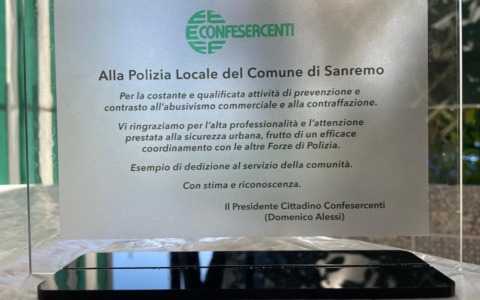 CONFESERCENTI
Alla Polizia Locale del Comune di Sanremo
Per la costante e qualificata attività di prevenzione e
contrasto all'abusivismo commerciale e alla contraffazione.
Vi ringraziamo per l'alta professionalità e l'attenzione
prestata alla sicurezza urbana, frutto di un efficace
coordinamento con le altre Forze di Polizia.
Esempio di dedizione al servizio della comunità.
Con stima e riconoscenza.
Il Presidente Cittadino Confesercenti
(Domenico Alessi)